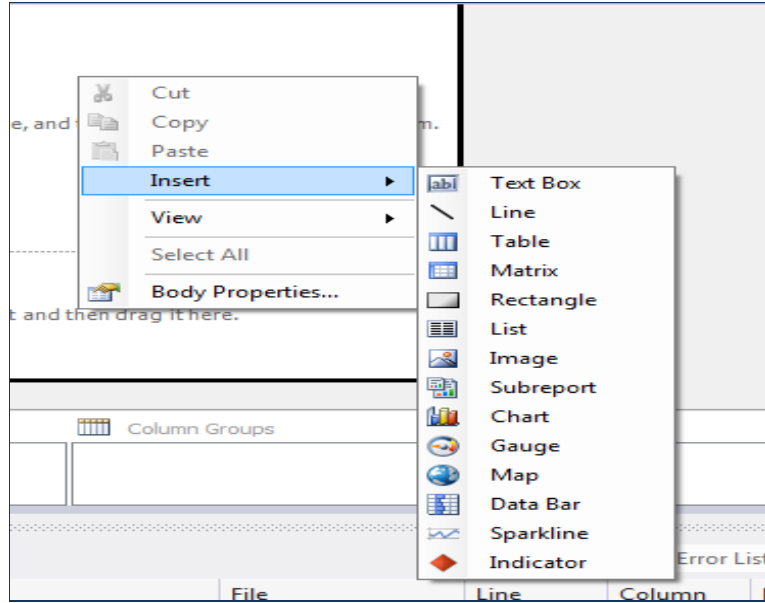 Cut
e, and
Copy
m.
Paste
Insert
abl
Text Box
View
Line
Table
Select All
Matrix
Body Properties...
Rectangle
t and then drag it here.
List
Image
Subreport
Chart
Column Groups
Gauge
Map
Data Bar
Sparkline
Indicator
Error List
File
Line
Column